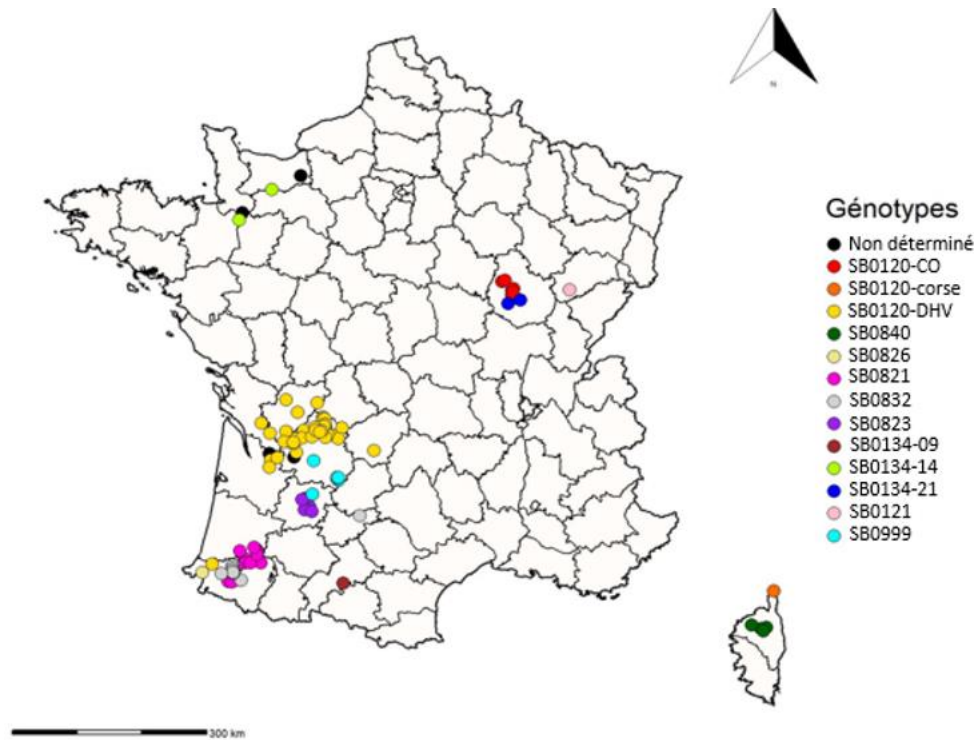 N
Génotypes
Non déterminé
SB0120-CO
SB0120-corse
SB0120-DHV
SB0840
SB0826
SB0821
SB0832
SB0823
SB0134-09
SB0134-14
SB0134-21
SB0121
SB0999
300 km